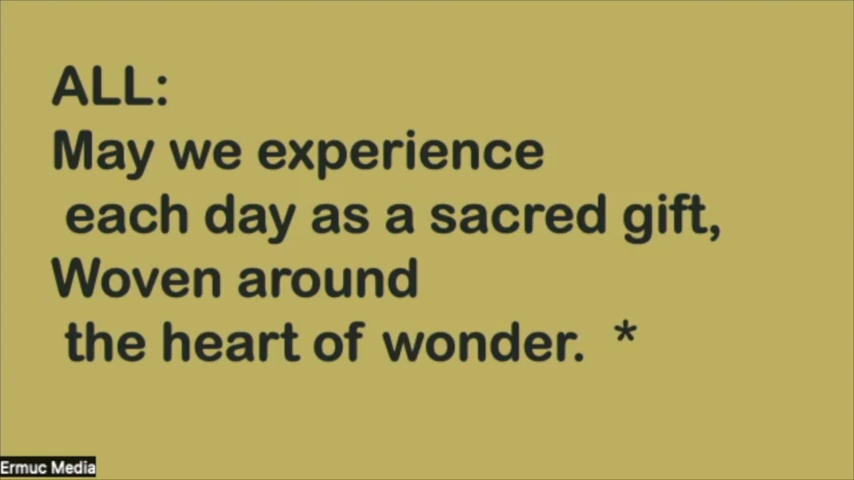 ALL:
May we experience
each day as a sacred gift,
Woven around
the heart of wonder. *
Ermuc Media